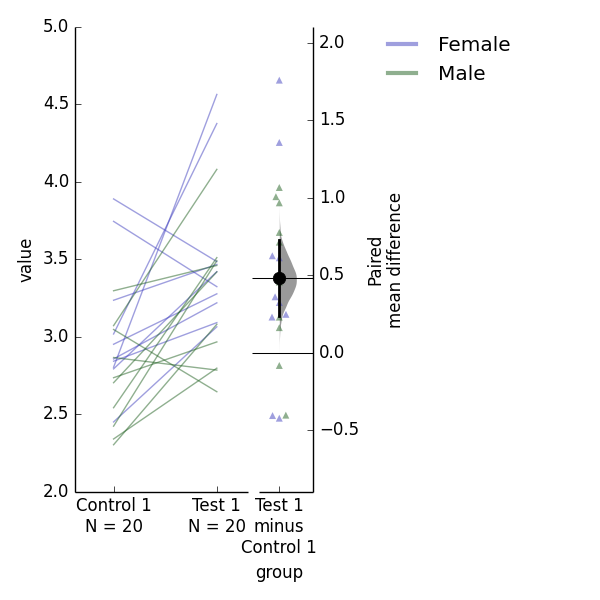 5.0
4.5
4.0
3.5
3.0
2.5
2.0
value
Control 1
N = 20
Test 1
N = 20
2.0
1.5
1.0
0.5
0.0
−0.5
Paired
mean difference
Test 1
minus
Control 1
group
Female
Male